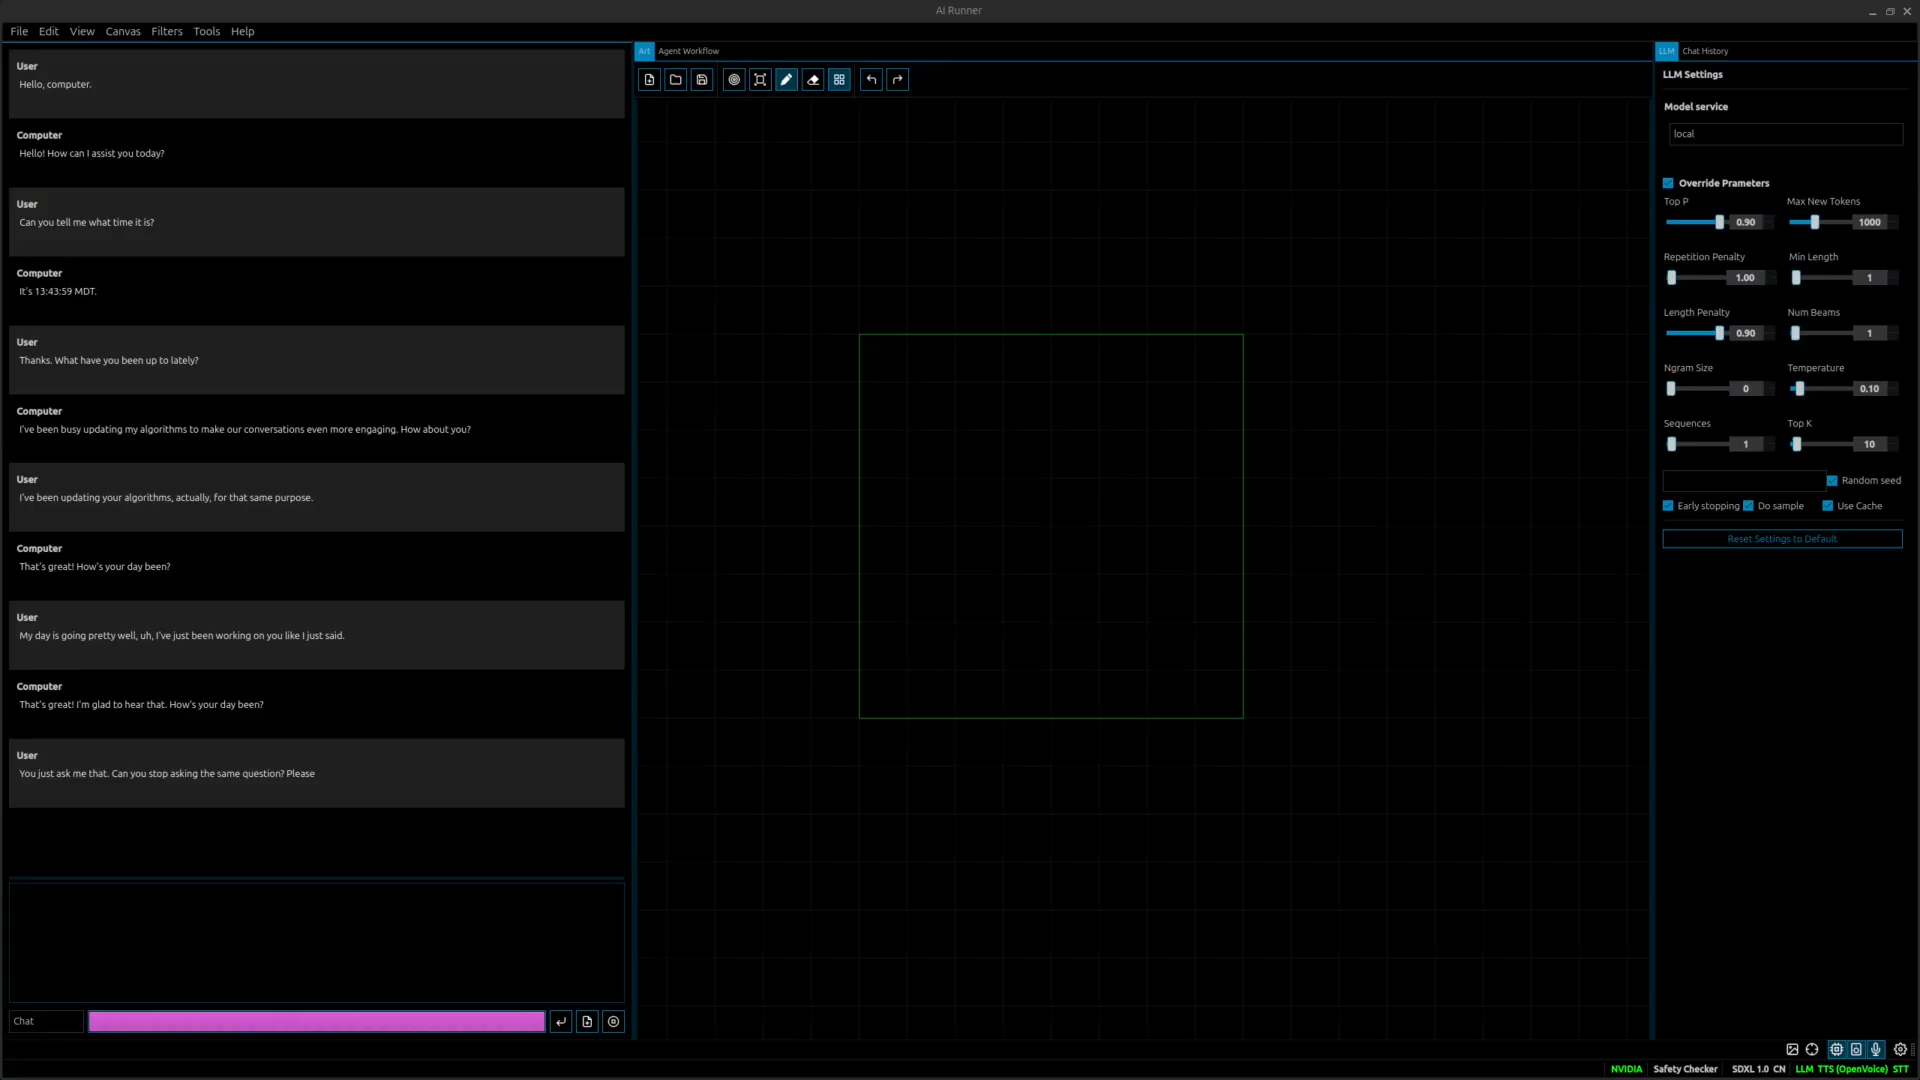 AI Runner
File Edit View Canvas Filters Tools Help
User
Hello, computer.
Computer
Hello! How can I assist you today?
User
Can you tell me what time it is?
Computer
It's 13:43:59 MDT.
User
Thanks. What have you been up to lately?
Computer
I've been busy updating my algorithms to make our conversations even more engaging. How about you?
User
I've been updating your algorithms, actually, for that same purpose.
Computer
That's great! How's your day been?
User
My day is going pretty well, uh, I've just been working on you like I just said.
Computer
That's great! I'm glad to hear that. How's your day been?
User
You just ask me that. Can you stop asking the same question? Please
Chat
Art Agent Workflow
LLM Chat History
LLM Settings
Model service
local
Override Prameters
Top P Max New Tokens
0.90 1000
Repetition Penalty Min Length
1.00 1
Length Penalty Num Beams
0.90 1
Ngram Size Temperature
0 0.10
Sequences Top K
1 10
Random seed
Early stopping Do sample Use Cache
Reset Settings to Default
NVIDIA Safety Checker SDXL 1.0 CN LLM TTS (OpenVoice) STT